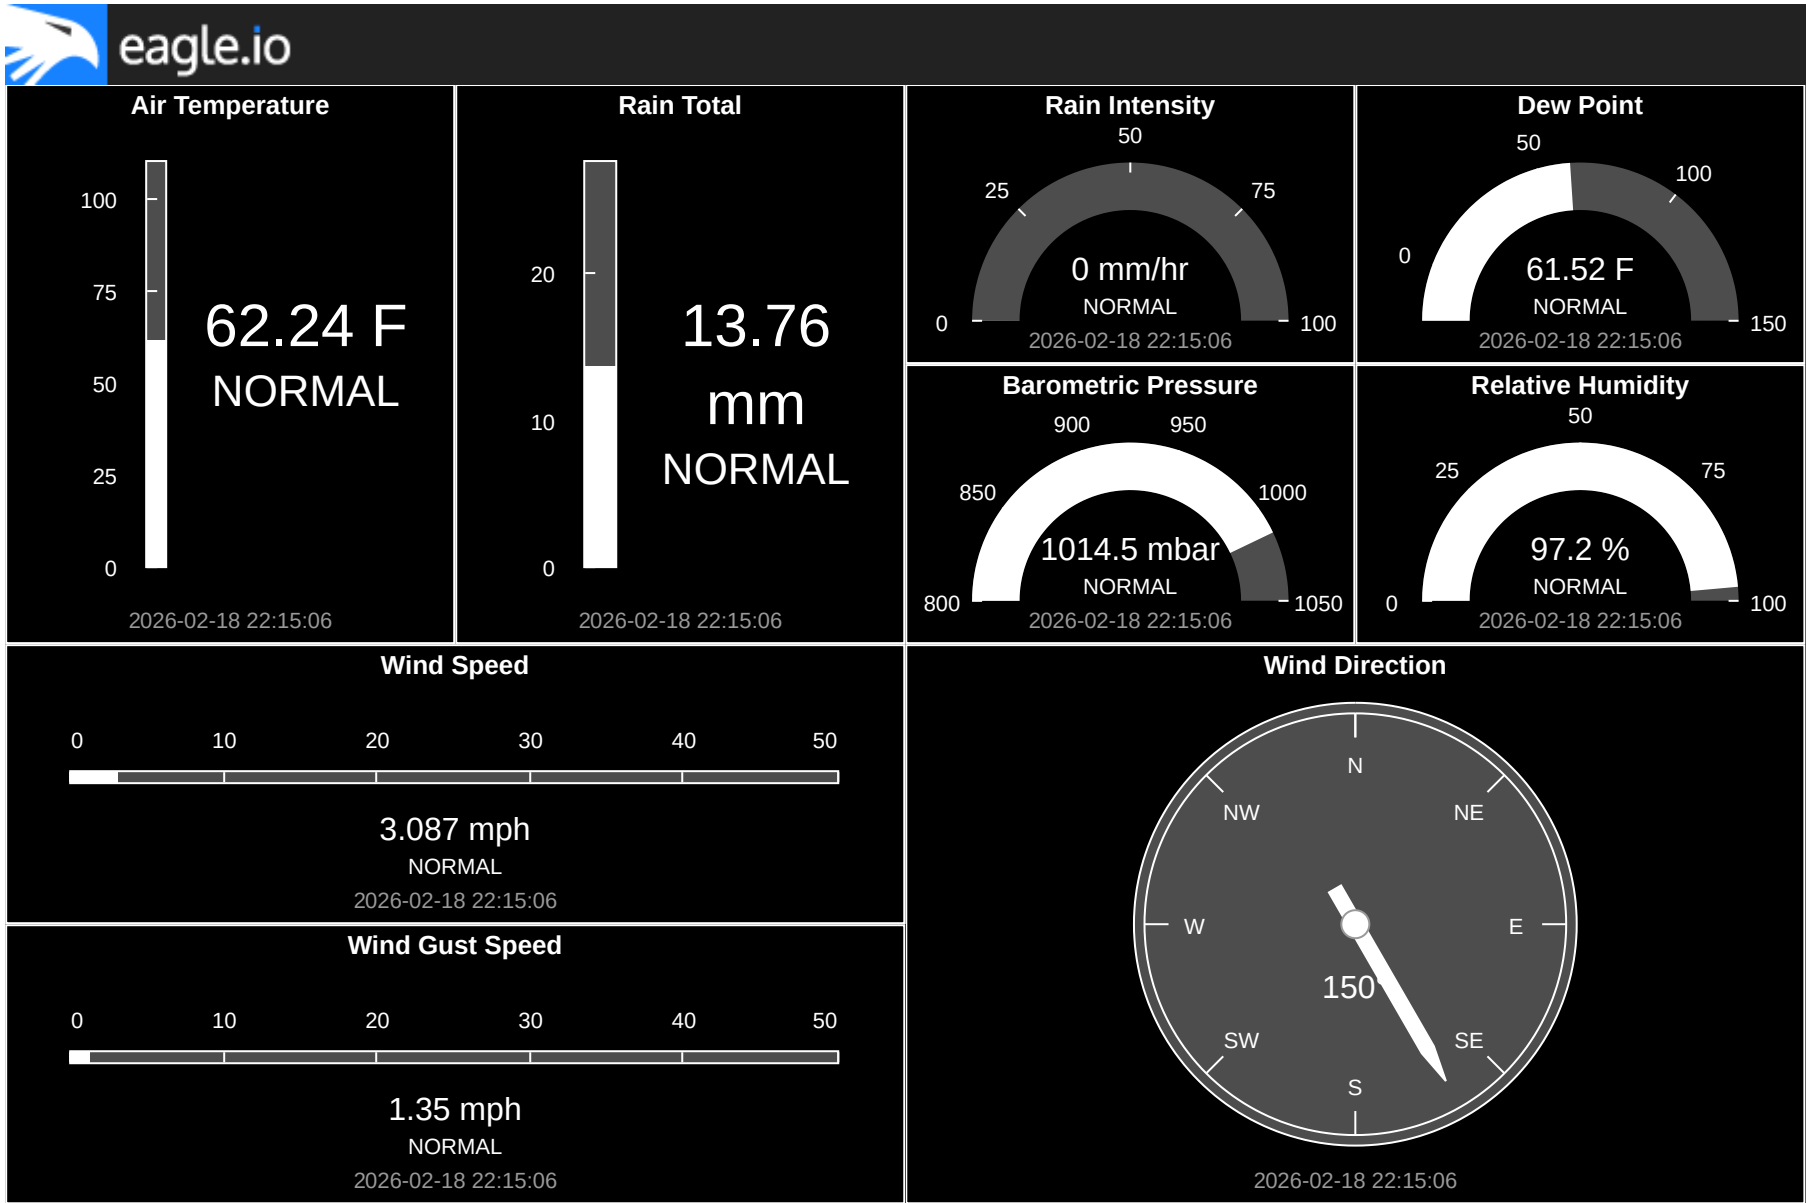 eagle.io
Air Temperature
100
75
50
25
0
62.24 F
NORMAL
2026-02-18 22:15:06
Rain Total
20
10
0
13.76
mm
NORMAL
2026-02-18 22:15:06
Rain Intensity
50
25
75
0
100
0 mm/hr
NORMAL
2026-02-18 22:15:06
Dew Point
50
100
0
150
61.52 F
NORMAL
2026-02-18 22:15:06
Barometric Pressure
900
950
850
1000
800
1050
1014.5 mbar
NORMAL
2026-02-18 22:15:06
Relative Humidity
50
25
75
0
100
97.2 %
NORMAL
2026-02-18 22:15:06
Wind Speed
0 10 20 30 40 50
3.087 mph
NORMAL
2026-02-18 22:15:06
Wind Gust Speed
0 10 20 30 40 50
1.35 mph
NORMAL
2026-02-18 22:15:06
Wind Direction
N
NW
NE
W
E
150°
SW
SE
S
2026-02-18 22:15:06